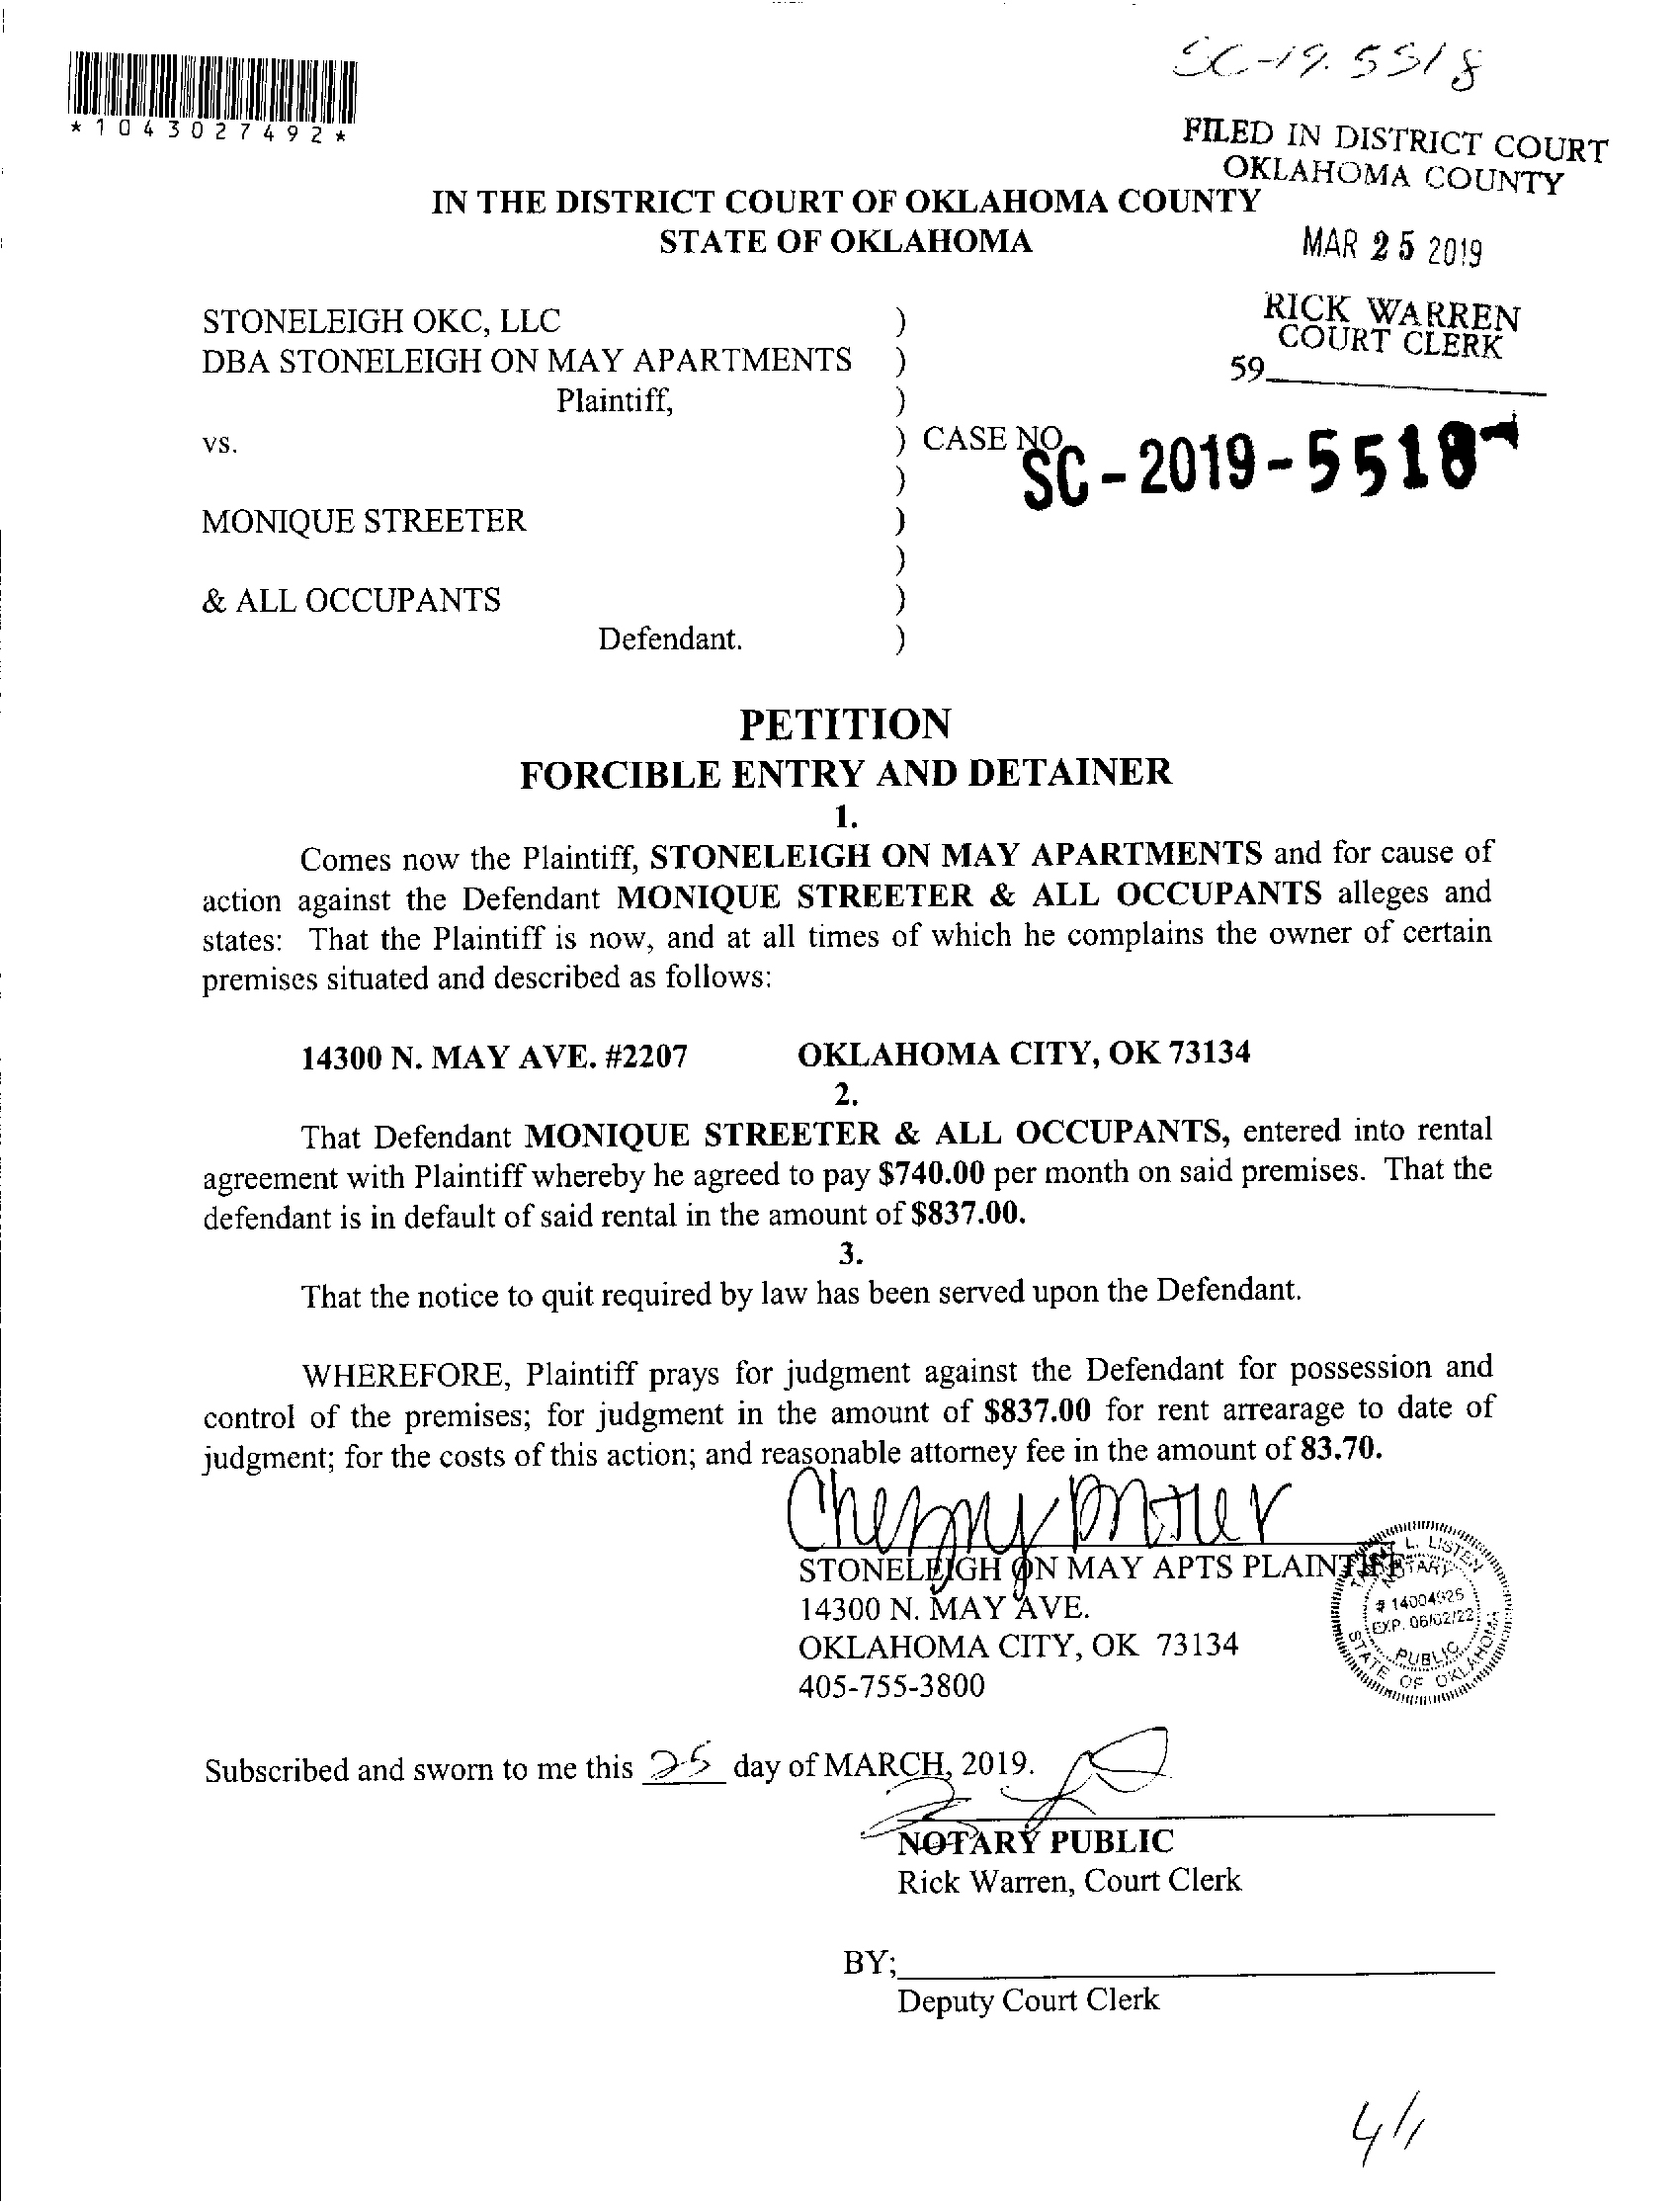 SC-19.5518
*1043027492*
FILED IN DISTRICT COURT
OKLAHOMA COUNTY
IN THE DISTRICT COURT OF OKLAHOMA COUNTY
STATE OF OKLAHOMA
MAR 25 2019
RICK WARREN
COURT CLERK
59
STONELEIGH OKC, LLC )
DBA STONELEIGH ON MAY APARTMENTS )
Plaintiff, )
vs. ) CASE NO.
SC-2019-5518
)
MONIQUE STREETER )
)
& ALL OCCUPANTS )
Defendant. )
PETITION
FORCIBLE ENTRY AND DETAINER
1.
Comes now the Plaintiff, STONELEIGH ON MAY APARTMENTS and for cause of
action against the Defendant MONIQUE STREETER & ALL OCCUPANTS alleges and
states: That the Plaintiff is now, and at all times of which he complains the owner of certain
premises situated and described as follows:
14300 N. MAY AVE. #2207 OKLAHOMA CITY, OK 73134
2.
That Defendant MONIQUE STREETER & ALL OCCUPANTS, entered into rental
agreement with Plaintiff whereby he agreed to pay $740.00 per month on said premises. That the
defendant is in default of said rental in the amount of $837.00.
3.
That the notice to quit required by law has been served upon the Defendant.
WHEREFORE, Plaintiff prays for judgment against the Defendant for possession and
control of the premises; for judgment in the amount of $837.00 for rent arrearage to date of
judgment; for the costs of this action; and reasonable attorney fee in the amount of 83.70.
STONELEIGH ON MAY APTS PLAINTIFF
14300 N. MAY AVE.
OKLAHOMA CITY, OK 73134
405-755-3800
L. LISTEN
NOTARY
# 14004926
EXP. 06/02/22
PUBLIC
STATE OF OKLAHOMA
Subscribed and sworn to me this 25 day of MARCH, 2019.
NOTARY PUBLIC
Rick Warren, Court Clerk
BY;
Deputy Court Clerk